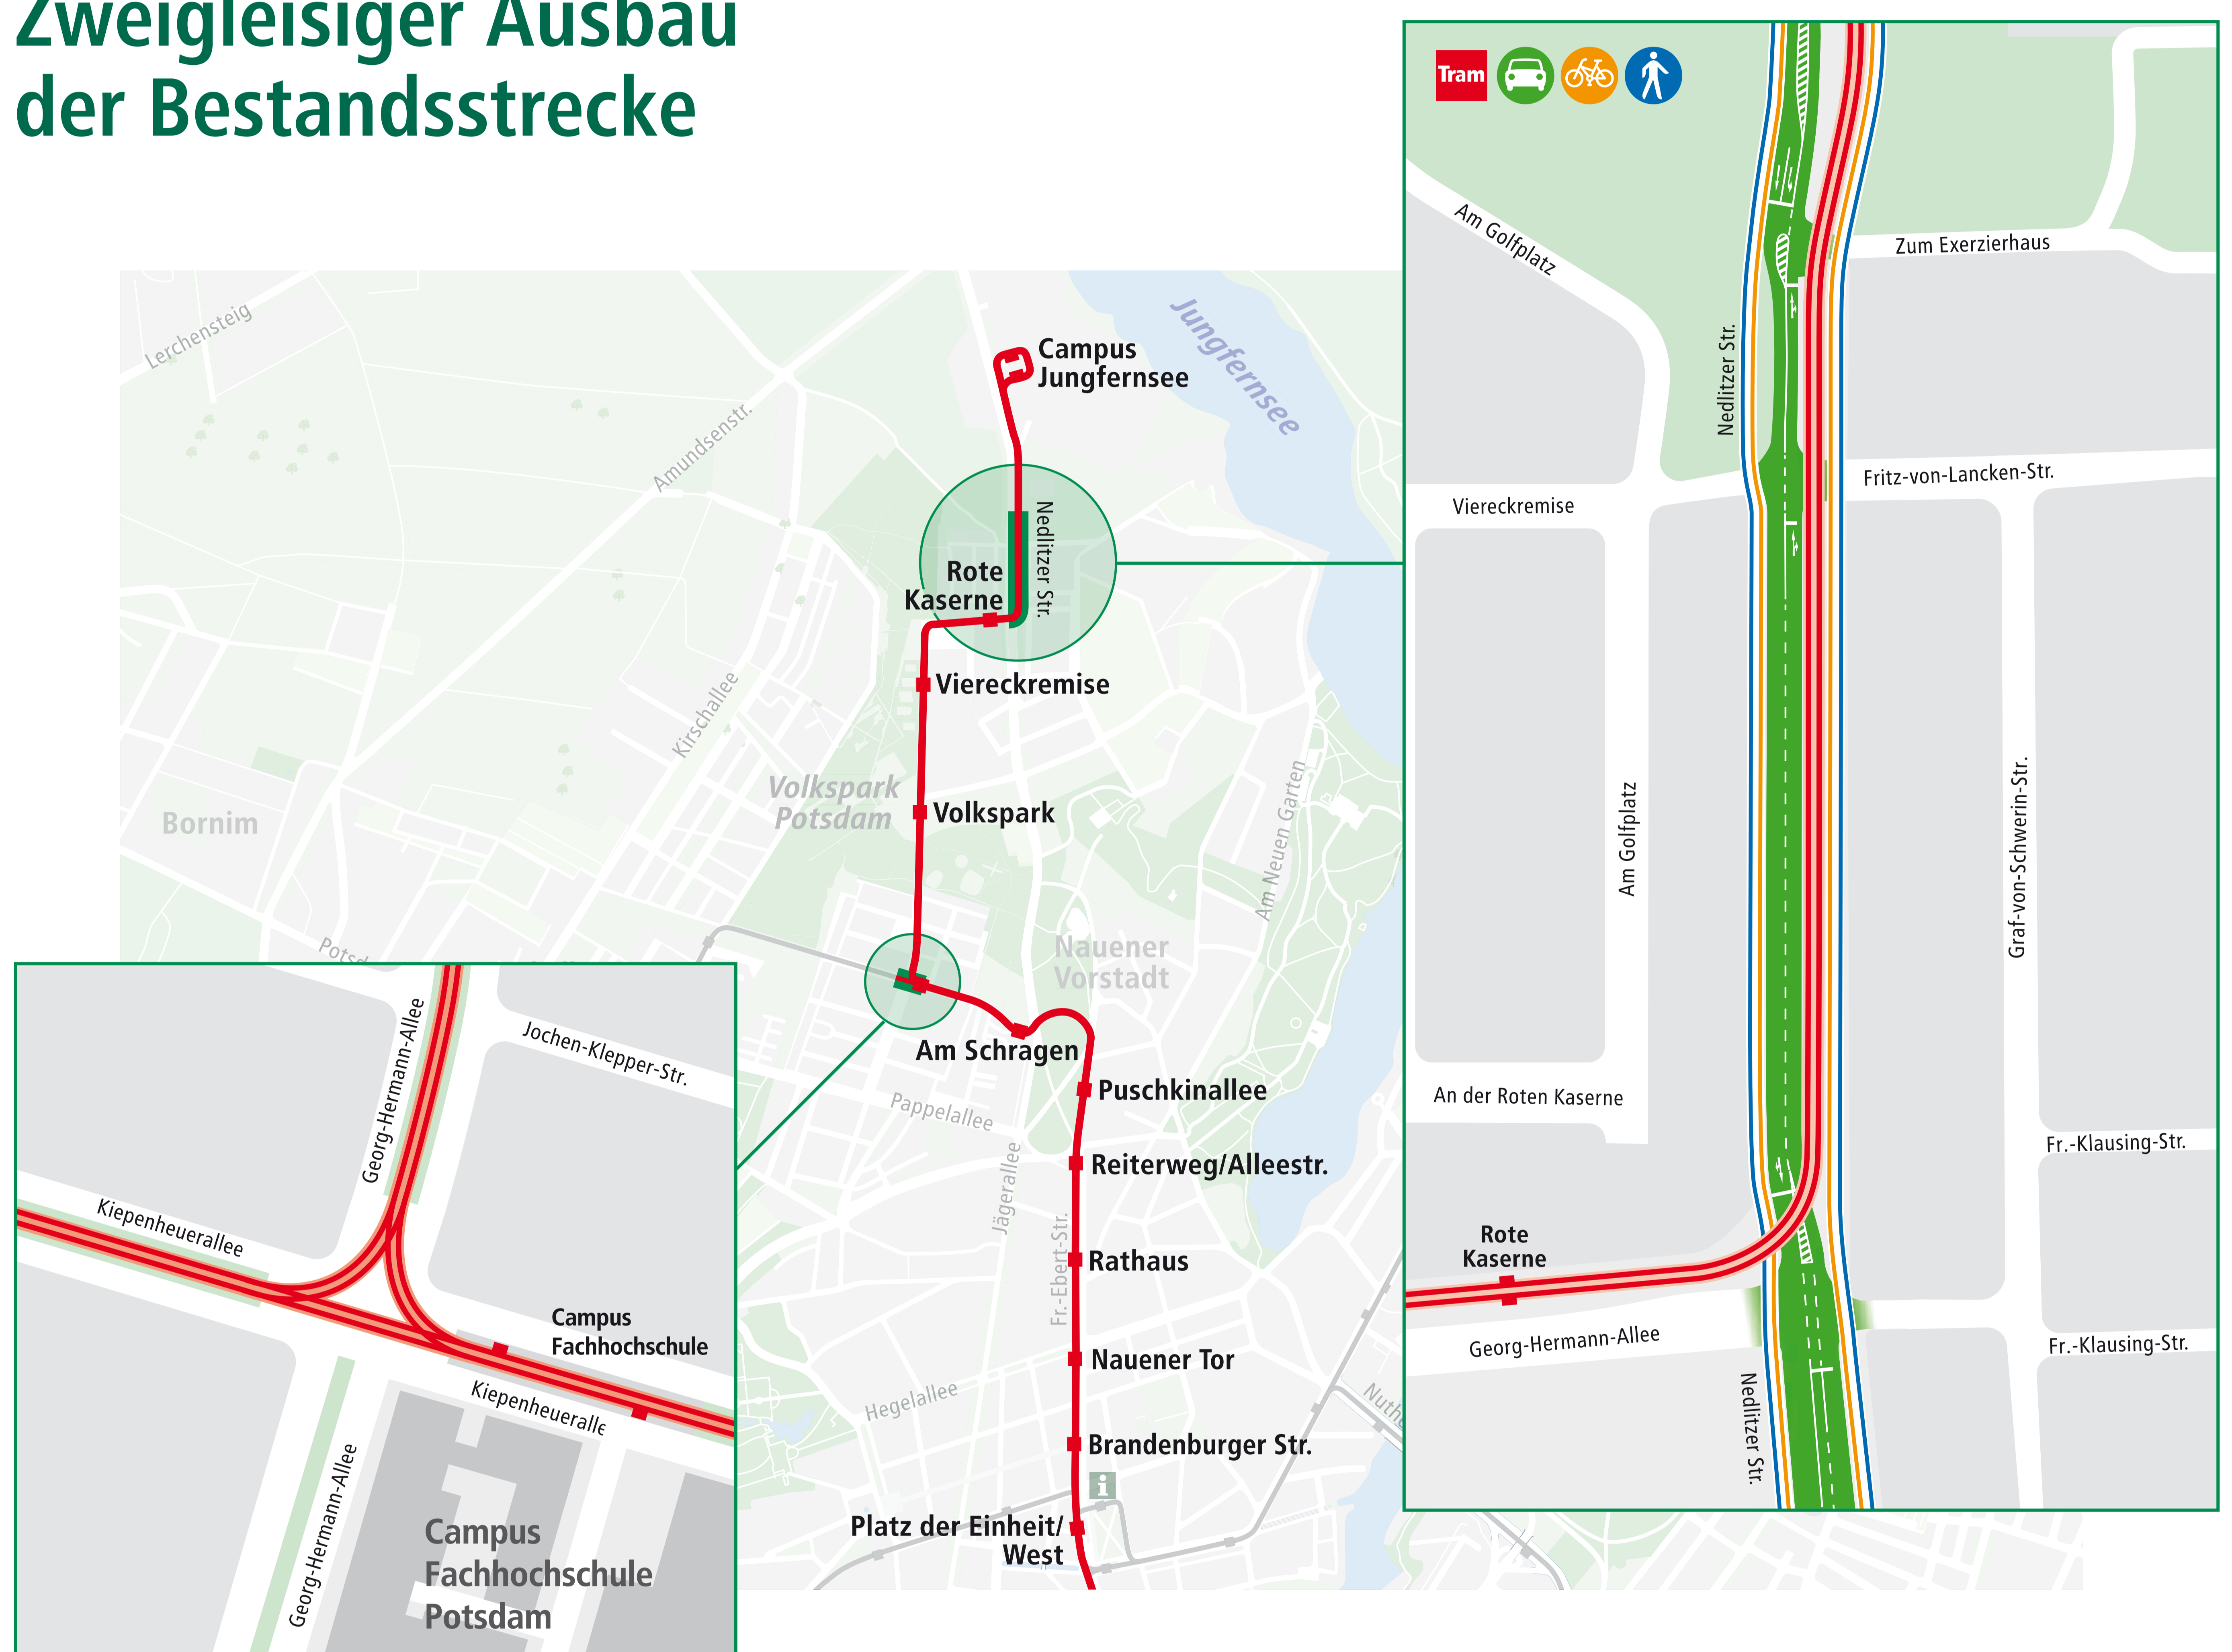 Zweigleisiger Ausbau
der Bestandsstrecke
Lerchensteig
Amundsenstr.
Kirschallee
Bornim
Volkspark
Potsdam
Campus
Jungfernsee
Jungfernsee
Nedlitzer Str.
Rote
Kaserne
Viereckremise
Volkspark
Am Neuen Garten
Nauener
Vorstadt
Am Schragen
Puschkinallee
Pappelallee
Reiterweg/Alleestr.
Jägerallee
Fr.-Ebert-Str.
Rathaus
Nauener Tor
Hegelallee
Brandenburger Str.
i
Platz der Einheit/
West
Georg-Hermann-Allee
Jochen-Klepper-Str.
Kiepenheuerallee
Campus
Fachhochschule
Kiepenheueralle
Georg-Hermann-Allee
Campus
Fachhochschule
Potsdam
Tram
Am Golfplatz
Zum Exerzierhaus
Nedlitzer Str.
Viereckremise
Fritz-von-Lancken-Str.
Am Golfplatz
Graf-von-Schwerin-Str.
An der Roten Kaserne
Fr.-Klausing-Str.
Rote
Kaserne
Georg-Hermann-Allee
Fr.-Klausing-Str.
Nedlitzer Str.